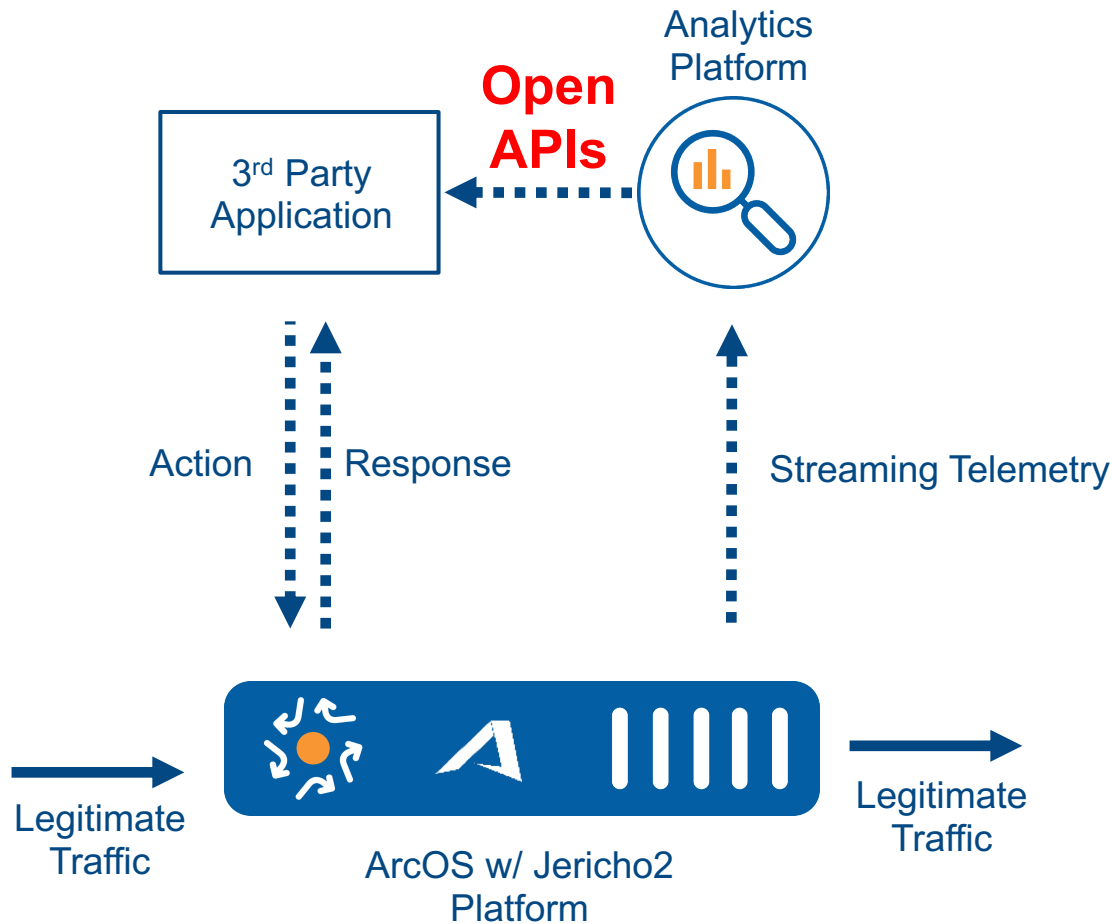 Analytics
Platform
Open
APIs
3rd Party
Application
Action
Response
Streaming Telemetry
Legitimate
Traffic
Legitimate
Traffic
ArcOS w/ Jericho2
Platform